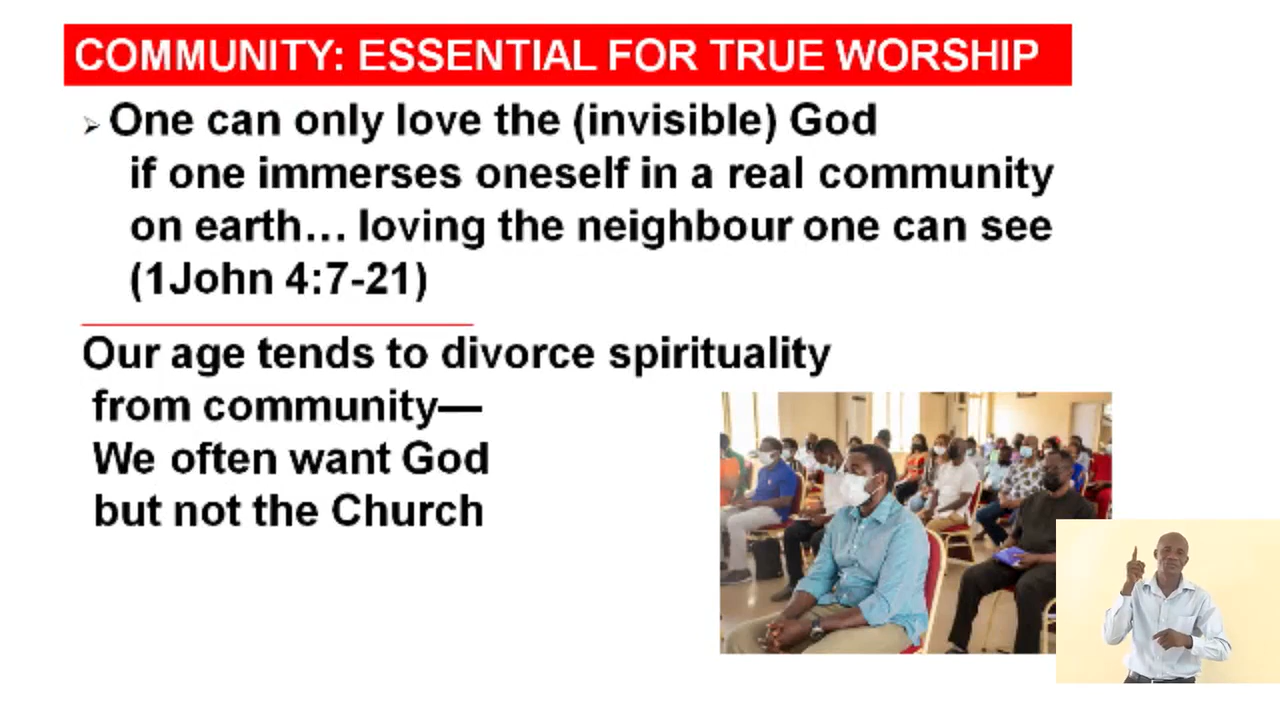 COMMUNITY: ESSENTIAL FOR TRUE WORSHIP
One can only love the (invisible) God
if one immerses oneself in a real community
on earth… loving the neighbour one can see
(1John 4:7-21)
Our age tends to divorce spirituality
from community—
We often want God
but not the Church